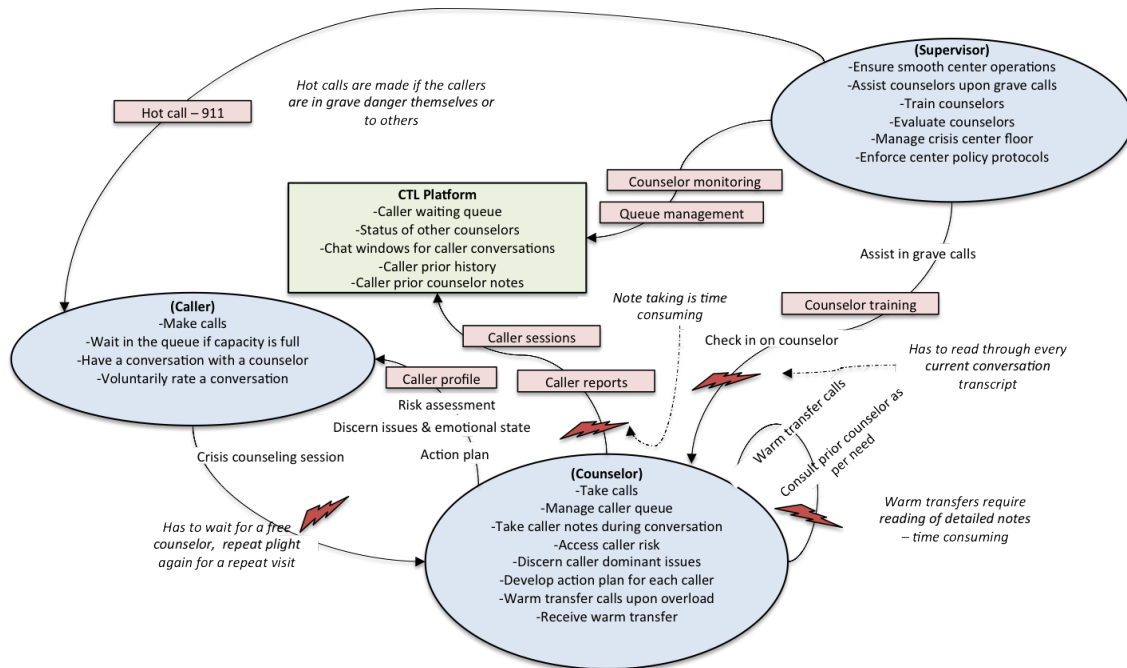 (Supervisor)
-Ensure smooth center operations
-Assist counselors upon grave calls
-Train counselors
-Evaluate counselors
-Manage crisis center floor
-Enforce center policy protocols
Hot calls are made if the callers
are in grave danger themselves or
to others
Hot call – 911
Counselor monitoring
Queue management
CTL Platform
-Caller waiting queue
-Status of other counselors
-Chat windows for caller conversations
-Caller prior history
-Caller prior counselor notes
Assist in grave calls
Counselor training
Check in on counselor
Note taking is time
consuming
Has to read through every
current conversation
transcript
(Caller)
-Make calls
-Wait in the queue if capacity is full
-Have a conversation with a counselor
-Voluntarily rate a conversation
Caller sessions
Caller reports
Caller profile
Risk assessment
Discern issues & emotional state
Action plan
Warm transfer calls
Consult prior counselor as
per need
Crisis counseling session
Has to wait for a free
counselor, repeat plight
again for a repeat visit
(Counselor)
-Take calls
-Manage caller queue
-Take caller notes during conversation
-Access caller risk
-Discern caller dominant issues
-Develop action plan for each caller
-Warm transfer calls upon overload
-Receive warm transfer
Warm transfers require
reading of detailed notes
– time consuming